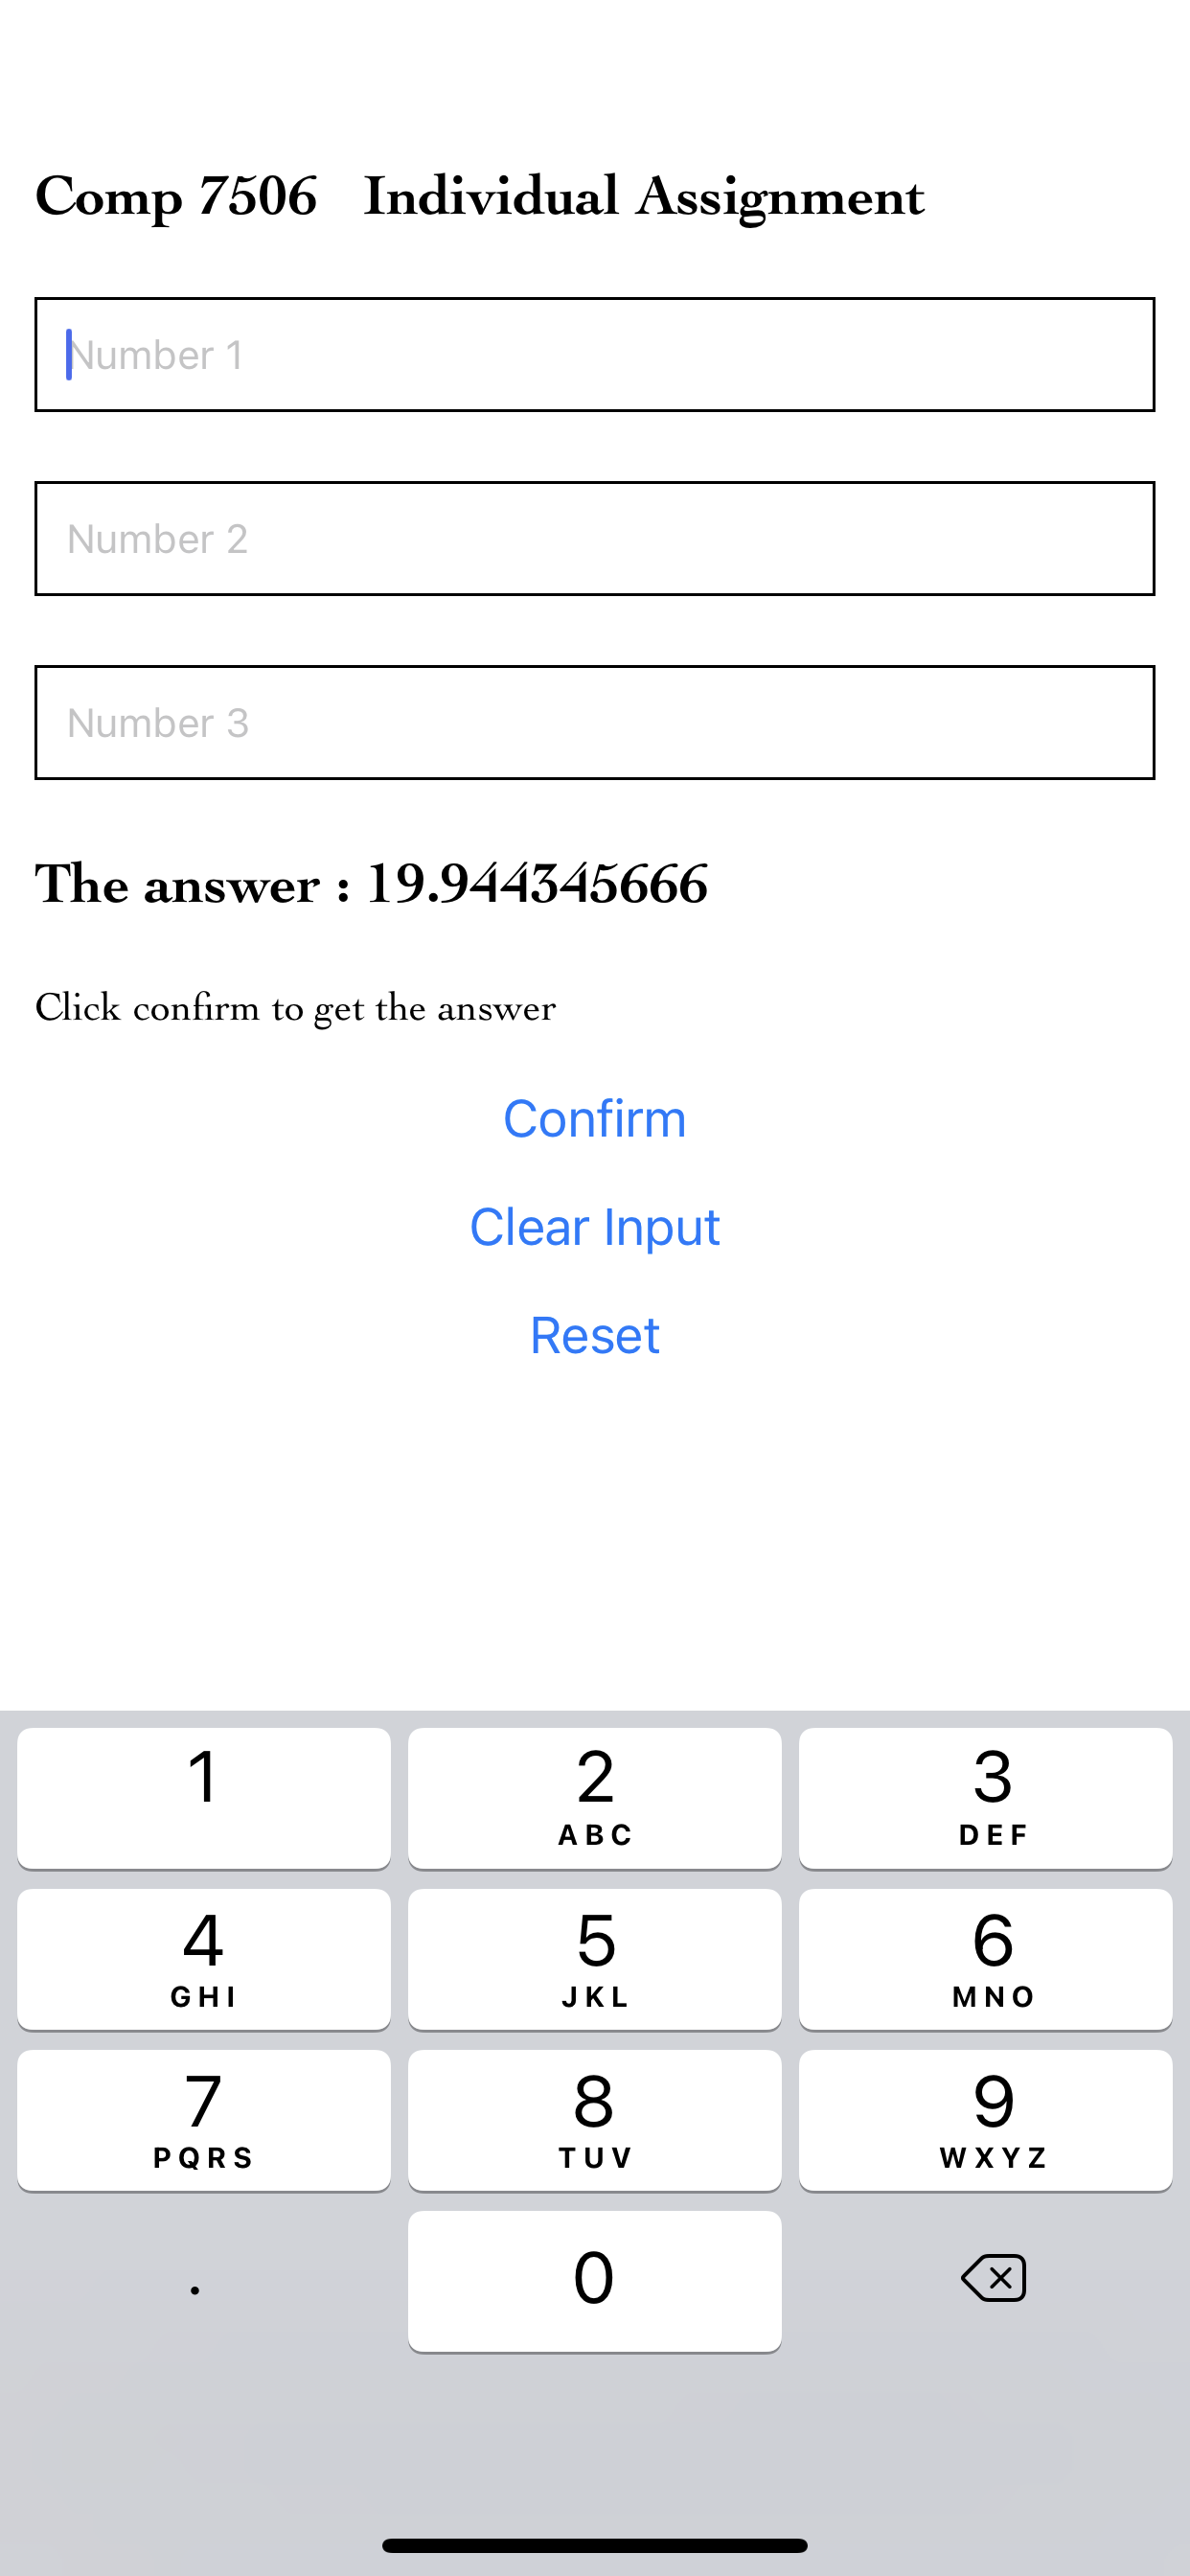 Comp 7506   Individual Assignment
Number 1
Number 2
Number 3
The answer : 19.944345666
Click confirm to get the answer
Confirm
Clear Input
Reset
1 2 3
ABC DEF
4 5 6
GHI JKL MNO
7 8 9
PQRS TUV WXYZ
. 0